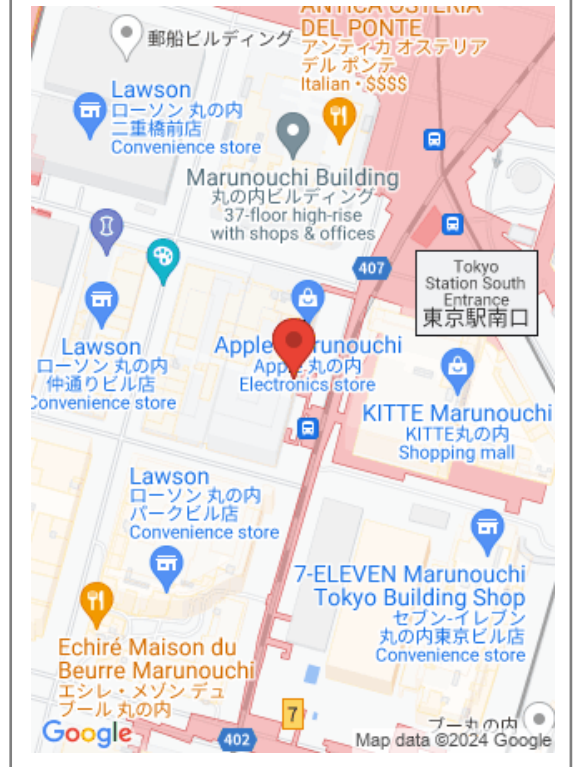 ANTICA OSTERIA
DEL PONTE
アンティカ オステリア
デル ポンテ
Italian • $$$$
郵船ビルディング
Lawson
ローソン 丸の内
二重橋前店
Convenience store
Marunouchi Building
丸の内ビルディング
37-floor high-rise
with shops & offices
407
Tokyo
Station South
Entrance
東京駅南口
Lawson
ローソン 丸の内
仲通りビル店
Convenience store
Apple Marunouchi
Apple 丸の内
Electronics store
KITTE Marunouchi
KITTE丸の内
Shopping mall
Lawson
ローソン 丸の内
パークビル店
Convenience store
7-ELEVEN Marunouchi
Tokyo Building Shop
セブン-イレブン
丸の内東京ビル店
Convenience store
Echiré Maison du
Beurre Marunouchi
エシレ・メゾン デュ
ブール 丸の内
7
402
Google
Map data ©2024 Google